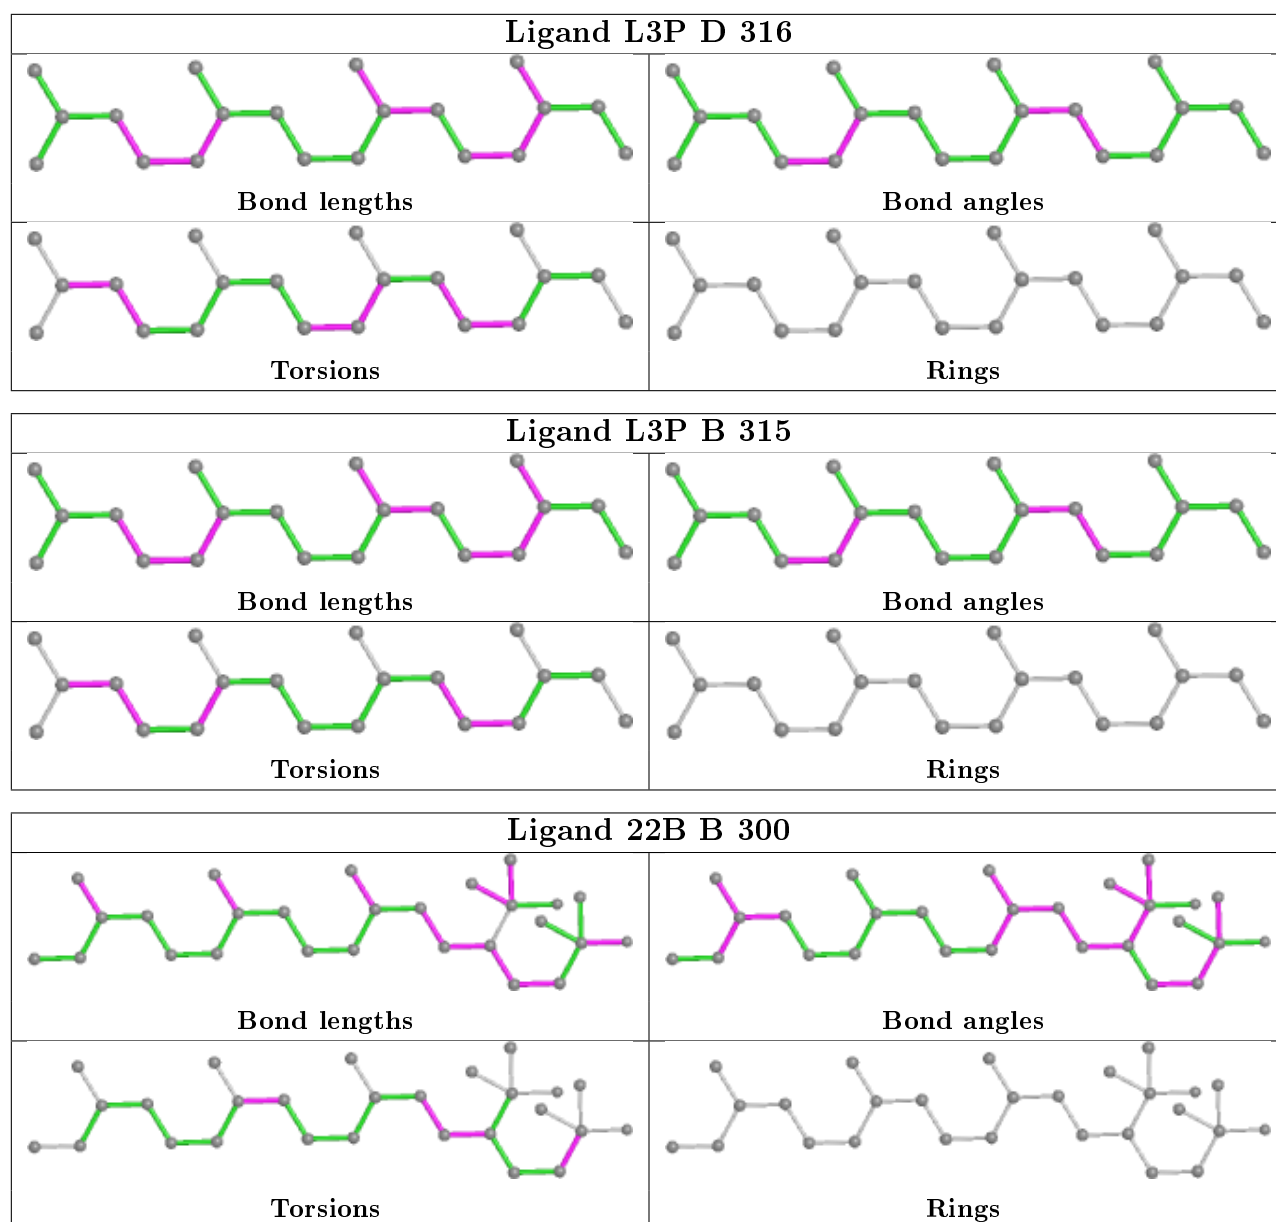 Ligand L3P D 316
Bond lengths Bond angles
Torsions Rings
Ligand L3P B 315
Bond lengths Bond angles
Torsions Rings
Ligand 22B B 300
Bond lengths Bond angles
Torsions Rings